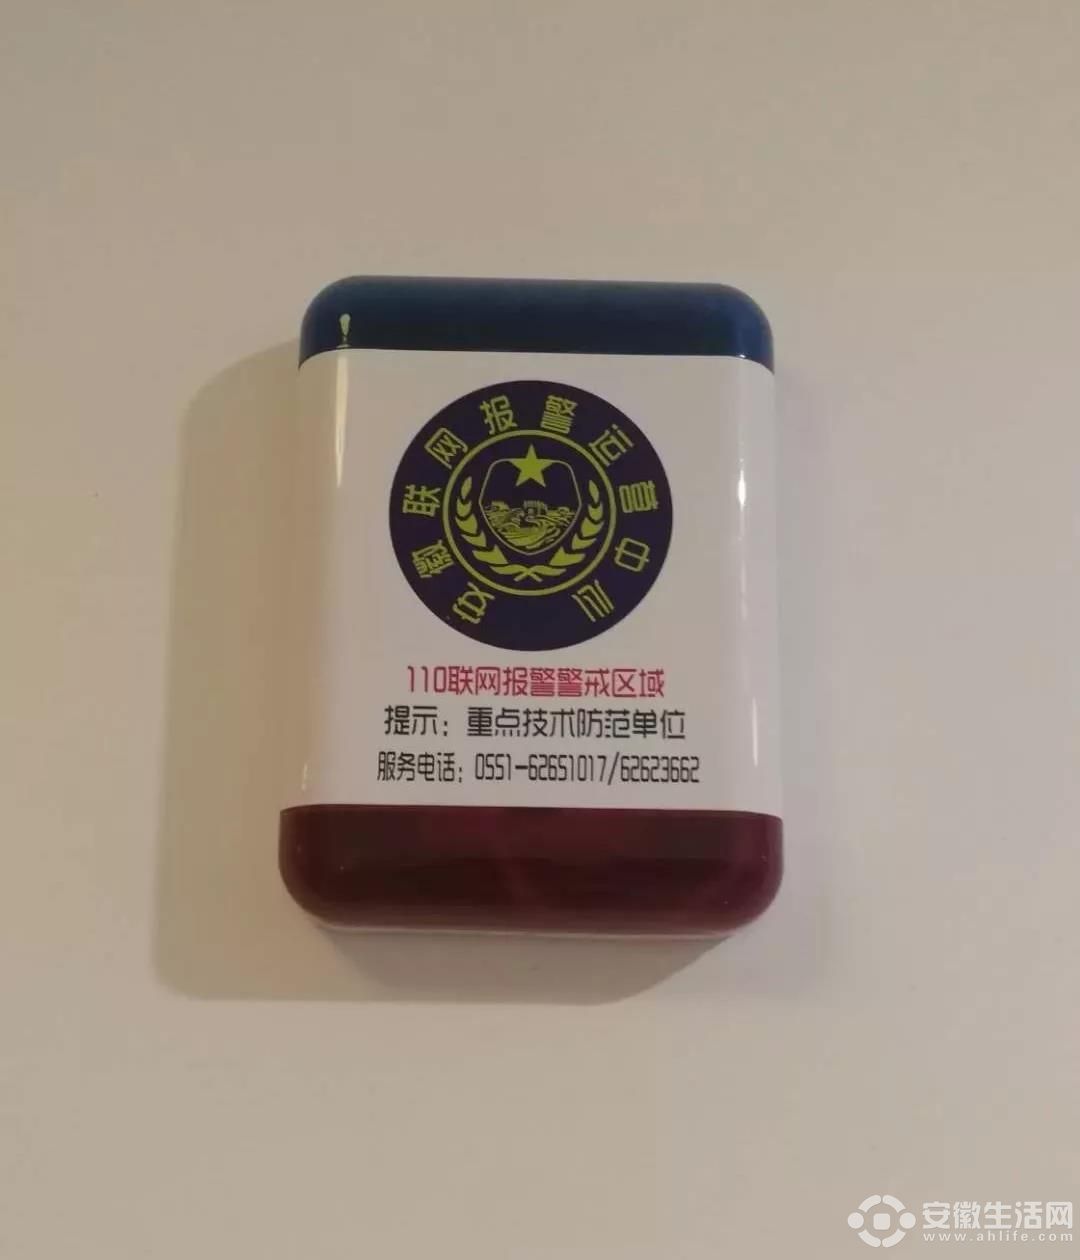 安徽联网报警运营中心
110联网报警警戒区域
提示：重点技术防范单位
服务电话：0551-62651017/62623662
安徽生活网
www.ahlife.com